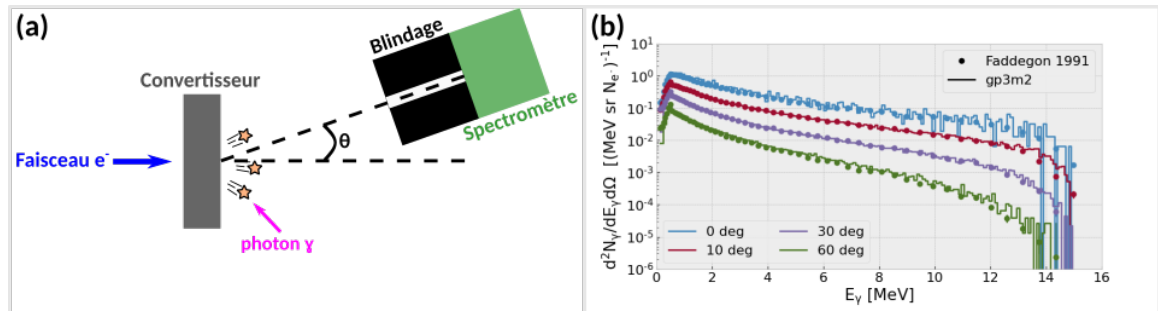 (a)
Convertisseur
Faisceau e⁻
photon ɣ
θ
Blindage
Spectromètre
(b)
d²Nᵧ/dEᵧdΩ [(MeV sr Nₑ⁻)⁻¹]
10¹
10⁰
10⁻¹
10⁻²
10⁻³
10⁻⁴
10⁻⁵
10⁻⁶
Faddegon 1991
gp3m2
0 deg 30 deg
10 deg 60 deg
0 2 4 6 8 10 12 14 16
Eᵧ [MeV]